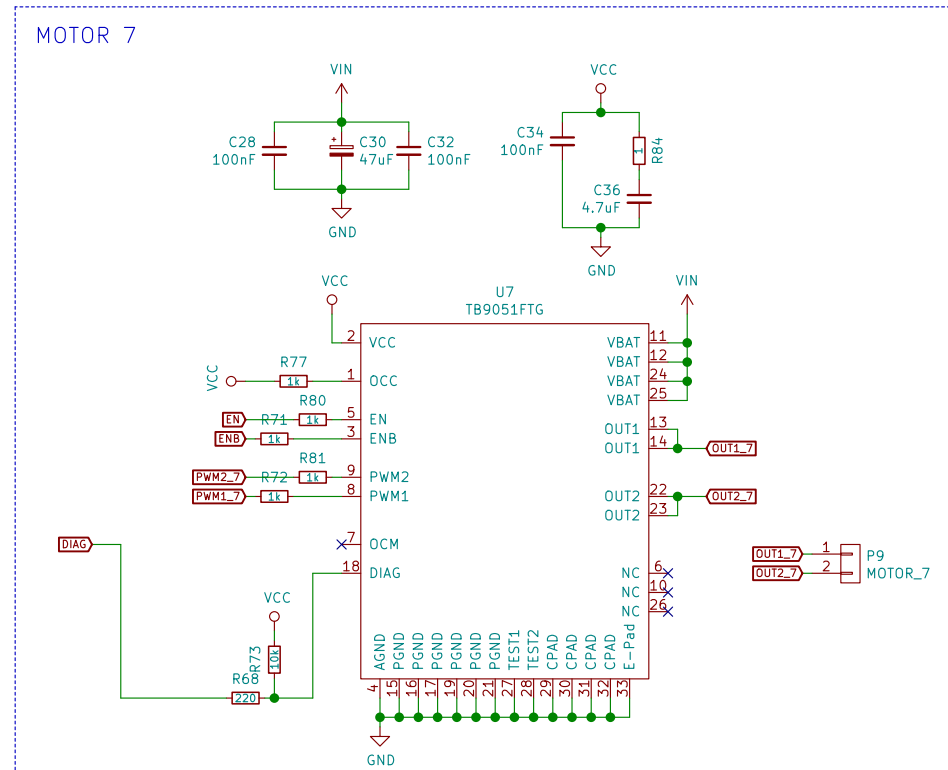 MOTOR 7
VIN
VCC
C28
100nF
C30
47uF
C32
100nF
C34
100nF
1
R84
C36
4.7uF
GND
GND
VCC
U7
TB9051FTG
VIN
2 VCC
VBAT 11
VBAT 12
VCC
R77
1k
1 OCC
VBAT 24
VBAT 25
EN
R80
1k
5 EN
OUT1 13
ENB
R71
1k
3 ENB
OUT1 14
OUT1_7
PWM2_7
R81
1k
9 PWM2
PWM1_7
R72
1k
8 PWM1
OUT2 22
OUT2_7
OUT2 23
DIAG
7 OCM
18 DIAG
OUT1_7 1 P9
OUT2_7 2 MOTOR_7
NC 6
NC 10
NC 26
VCC
R73
10k
R68
220
AGND PGND PGND PGND PGND PGND PGND TEST1 TEST2 CPAD CPAD CPAD CPAD E-Pad
4 15 16 17 19 20 21 27 28 29 30 31 32 33
GND